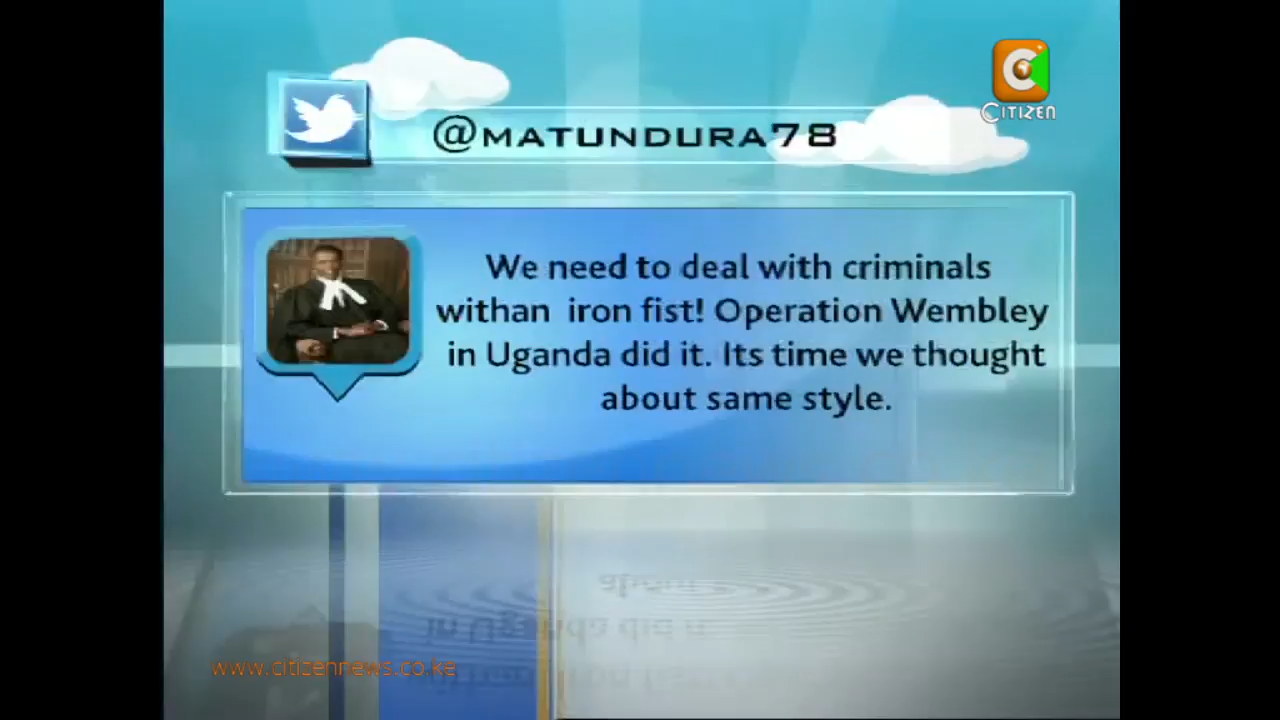 CITIZEN
@MATUNDURA78
We need to deal with criminals
withan iron fist! Operation Wembley
in Uganda did it. Its time we thought
about same style.
www.citizennews.co.ke